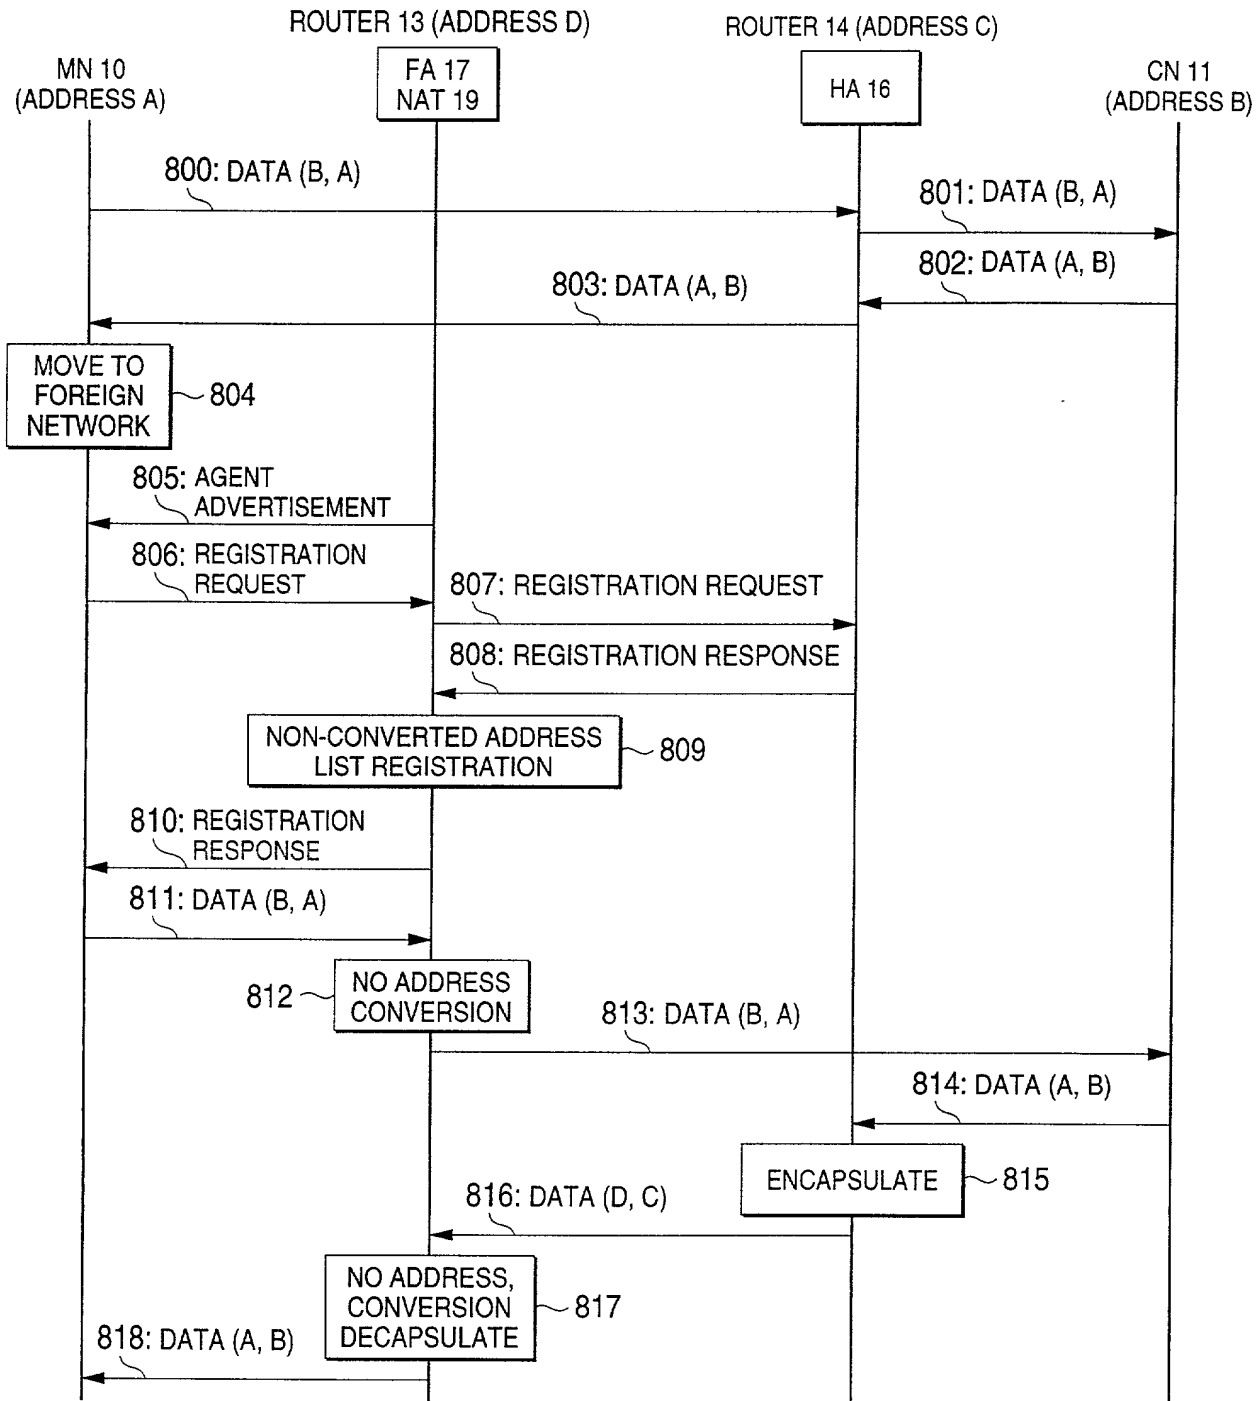 ROUTER 13 (ADDRESS D)
ROUTER 14 (ADDRESS C)
MN 10
(ADDRESS A)
FA 17
NAT 19
HA 16
CN 11
(ADDRESS B)
800: DATA (B, A)
801: DATA (B, A)
802: DATA (A, B)
803: DATA (A, B)
MOVE TO
FOREIGN
NETWORK
804
805: AGENT
ADVERTISEMENT
806: REGISTRATION
REQUEST
807: REGISTRATION REQUEST
808: REGISTRATION RESPONSE
NON-CONVERTED ADDRESS
LIST REGISTRATION
809
810: REGISTRATION
RESPONSE
811: DATA (B, A)
812
NO ADDRESS
CONVERSION
813: DATA (B, A)
814: DATA (A, B)
ENCAPSULATE
815
816: DATA (D, C)
NO ADDRESS,
CONVERSION
DECAPSULATE
817
818: DATA (A, B)